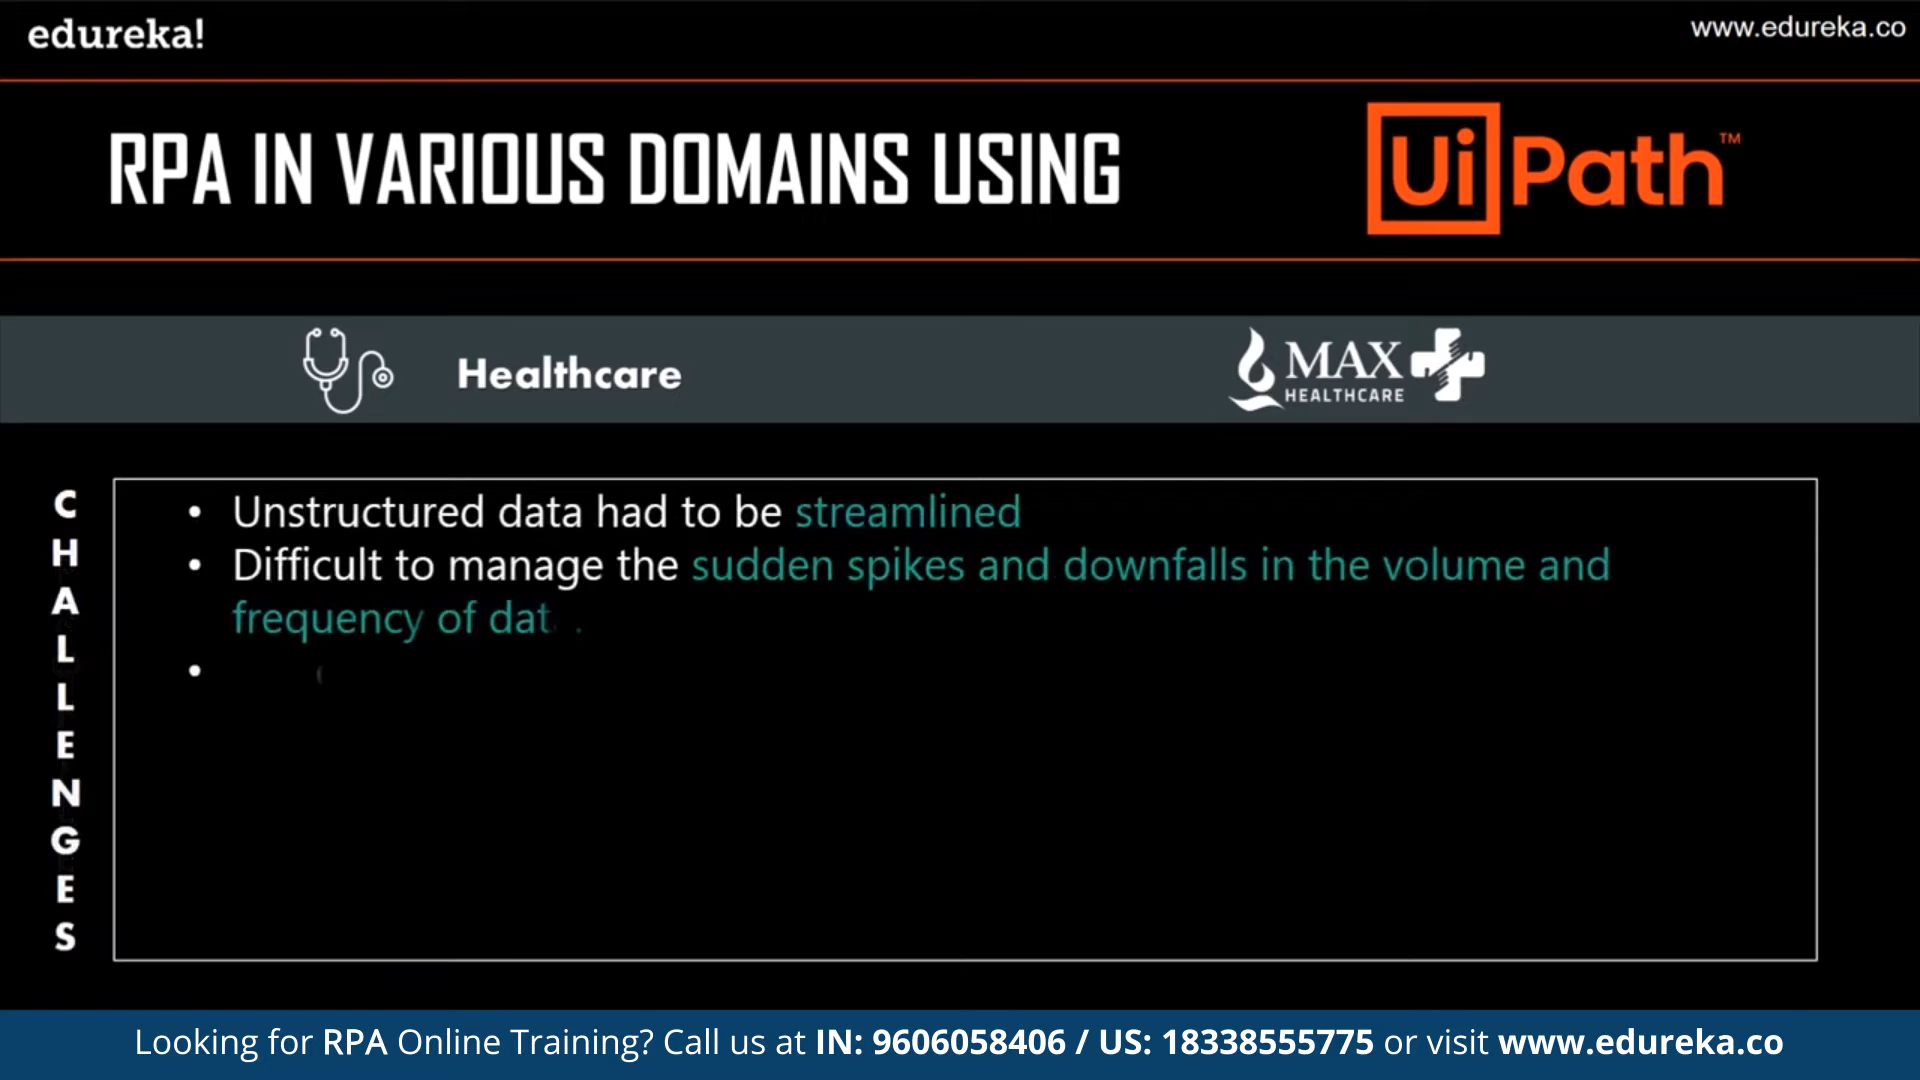 edureka!
www.edureka.co
RPA IN VARIOUS DOMAINS USING
UiPath™
Healthcare
MAX
HEALTHCARE
CHALLENGES
• Unstructured data had to be streamlined
• Difficult to manage the sudden spikes and downfalls in the volume and
frequency of dat
•
Looking for RPA Online Training? Call us at IN: 9606058406 / US: 18338555775 or visit www.edureka.co